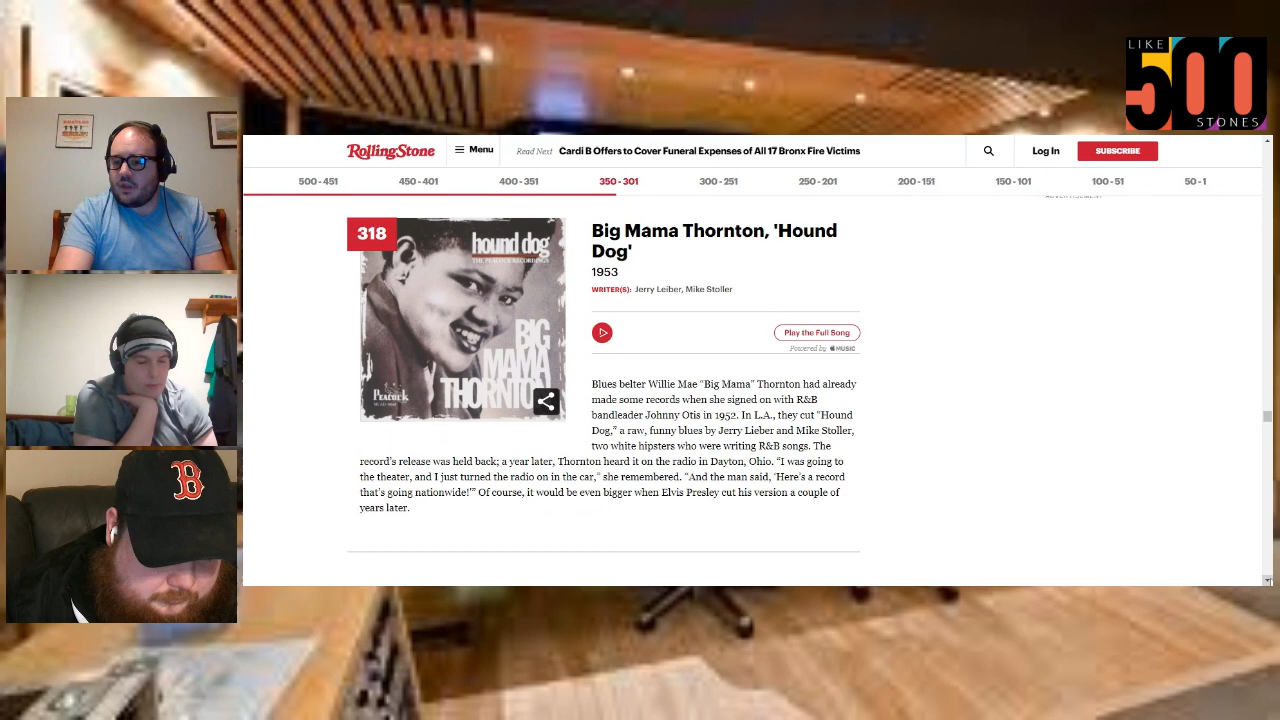 LIKE
500
STONES
RollingStone
Menu
Read Next Cardi B Offers to Cover Funeral Expenses of All 17 Bronx Fire Victims
Log In
SUBSCRIBE
500 - 451
450 - 401
400 - 351
350 - 301
300 - 251
250 - 201
200 - 151
150 - 101
100 - 51
50 - 1
318
hound dog
THE PEACOCK RECORDINGS
BIG
MAMA
THORNTON
PEACOCK
Big Mama Thornton, 'Hound
Dog'
1953
WRITER(S): Jerry Leiber, Mike Stoller
Play the Full Song
Powered by MUSIC
Blues belter Willie Mae “Big Mama” Thornton had already
made some records when she signed on with R&B
bandleader Johnny Otis in 1952. In L.A., they cut “Hound
Dog,” a raw, funny blues by Jerry Lieber and Mike Stoller,
two white hipsters who were writing R&B songs. The
record’s release was held back; a year later, Thornton heard it on the radio in Dayton, Ohio. “I was going to
the theater, and I just turned the radio on in the car,” she remembered. “And the man said, ‘Here’s a record
that’s going nationwide!’” Of course, it would be even bigger when Elvis Presley cut his version a couple of
years later.